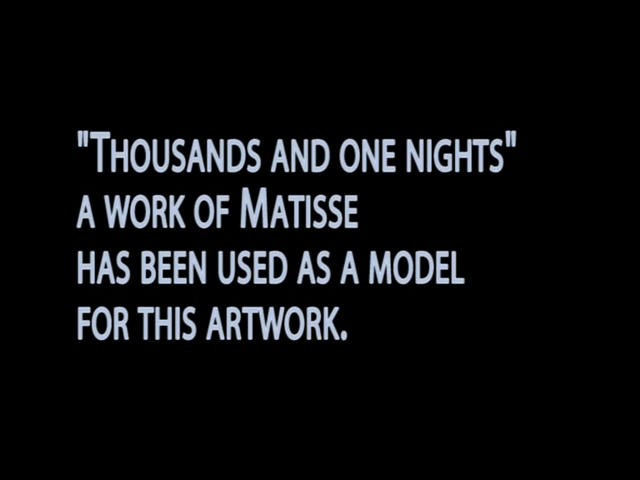 "Thousands and one nights"
a work of Matisse
has been used as a model
for this artwork.